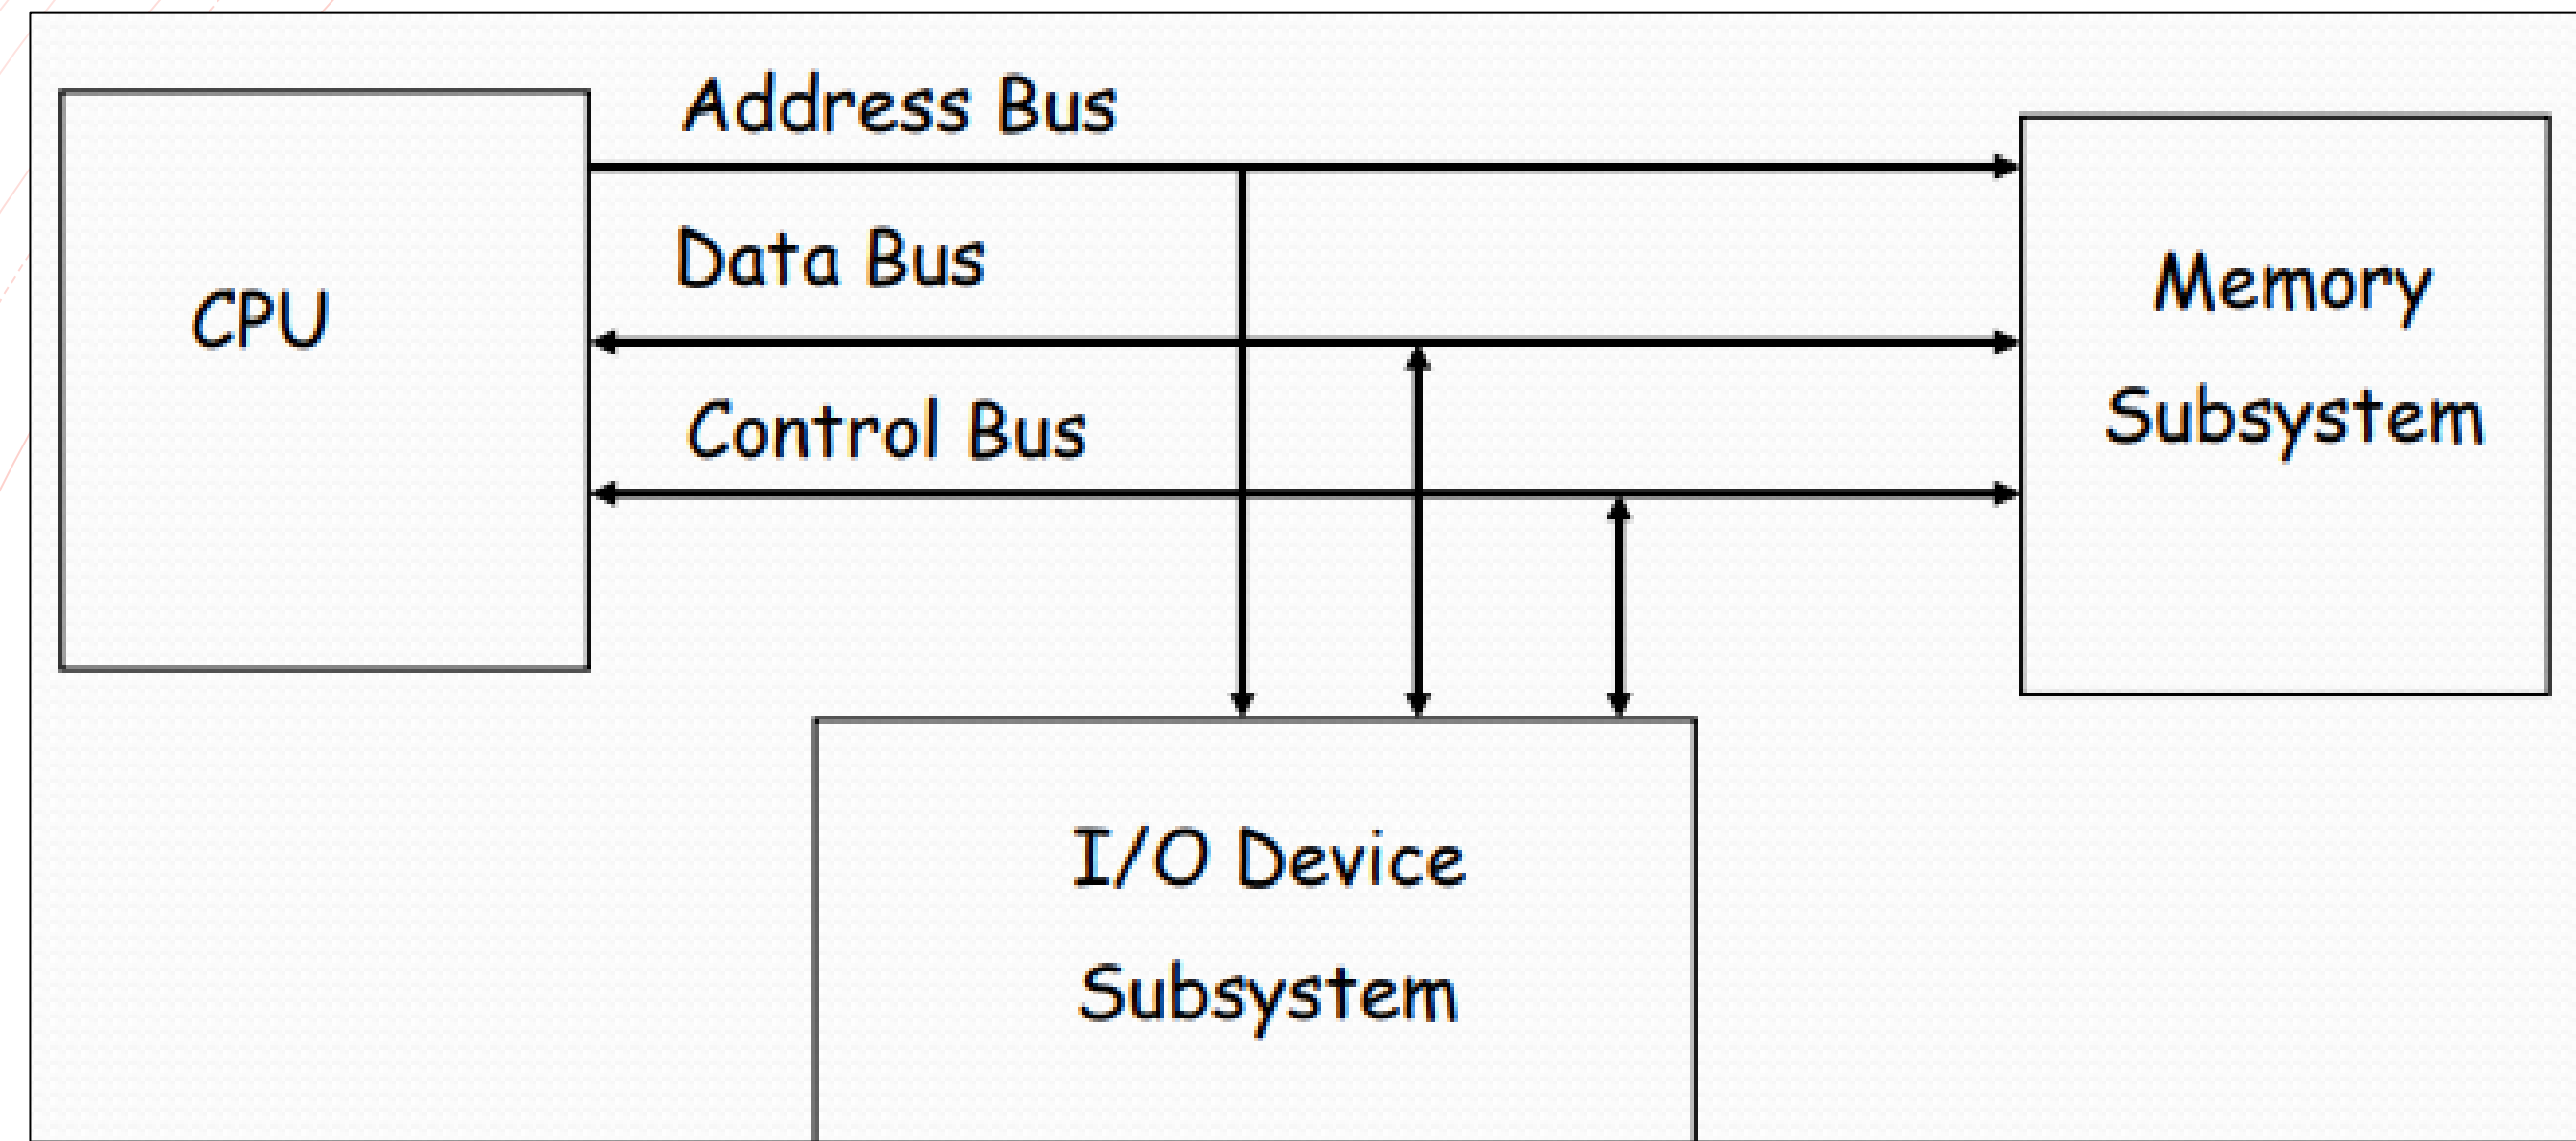 Address Bus
Data Bus
CPU
Control Bus
Memory
Subsystem
I/O Device
Subsystem